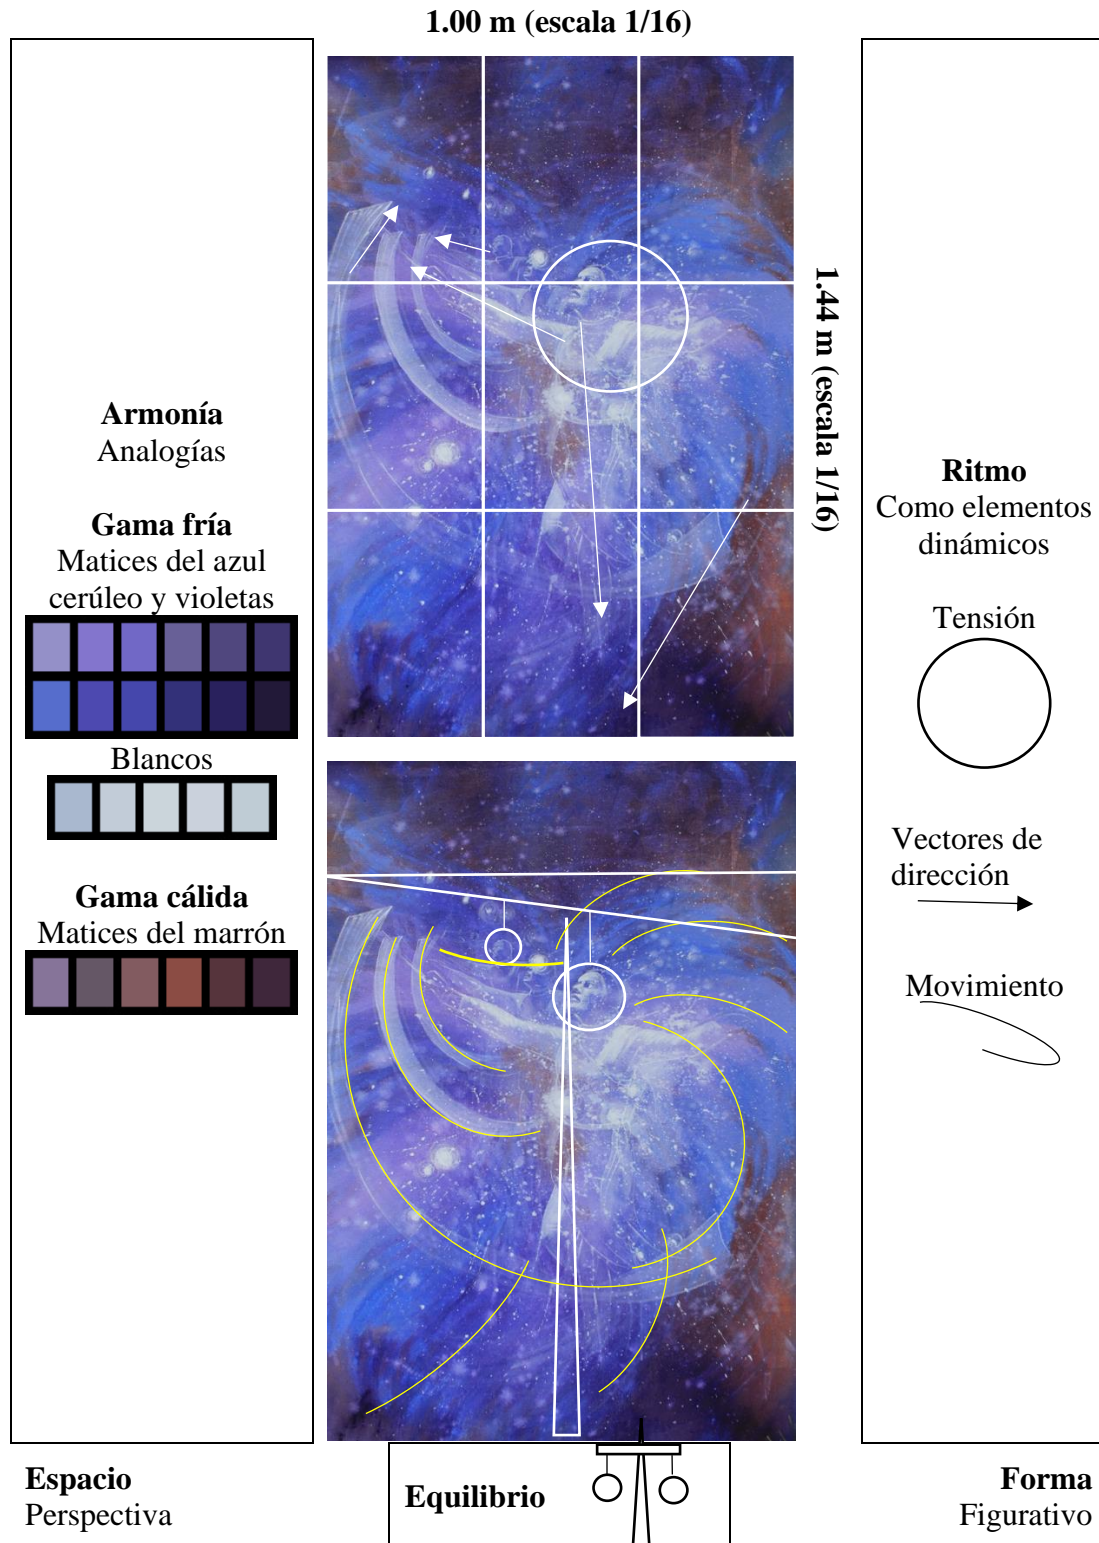 1.00 m (escala 1/16)
1.44 m (escala 1/16)
Armonía
Analogías
Gama fría
Matices del azul
cerúleo y violetas
Blancos
Gama cálida
Matices del marrón
Ritmo
Como elementos
dinámicos
Tensión
Vectores de
dirección
Movimiento
Espacio
Perspectiva
Equilibrio
Forma
Figurativo